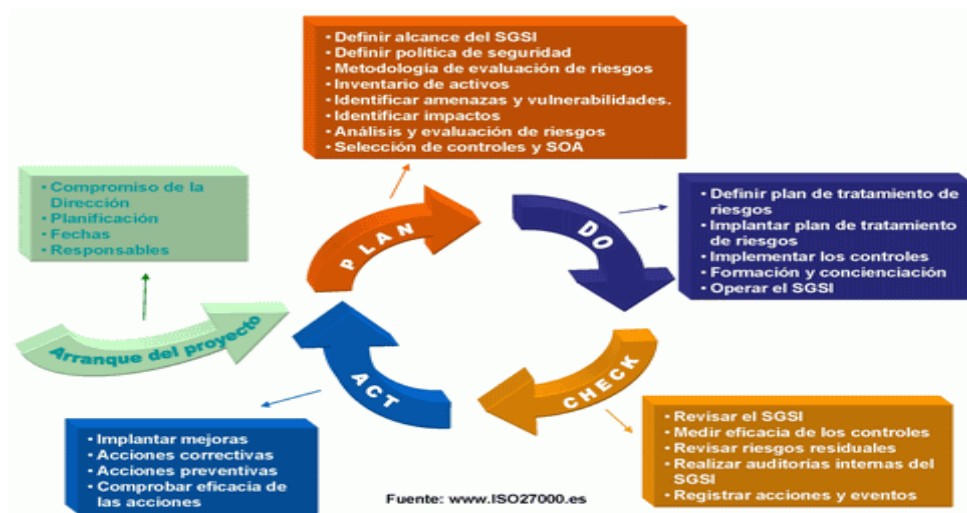 • Definir alcance del SGSI
• Definir política de seguridad
• Metodología de evaluación de riesgos
• Inventario de activos
• Identificar amenazas y vulnerabilidades.
• Identificar impactos
• Análisis y evaluación de riesgos
• Selección de controles y SOA
• Compromiso de la
Dirección
• Planificación
• Fechas
• Responsables
Arranque del proyecto
PLAN
DO
• Definir plan de tratamiento de
riesgos
• Implantar plan de tratamiento
de riesgos
• Implementar los controles
• Formación y concienciación
• Operar el SGSI
CHECK
• Revisar el SGSI
• Medir eficacia de los controles
• Revisar riesgos residuales
• Realizar auditorías internas del
SGSI
• Registrar acciones y eventos
ACT
• Implantar mejoras
• Acciones correctivas
• Acciones preventivas
• Comprobar eficacia de
las acciones
Fuente: www.ISO27000.es